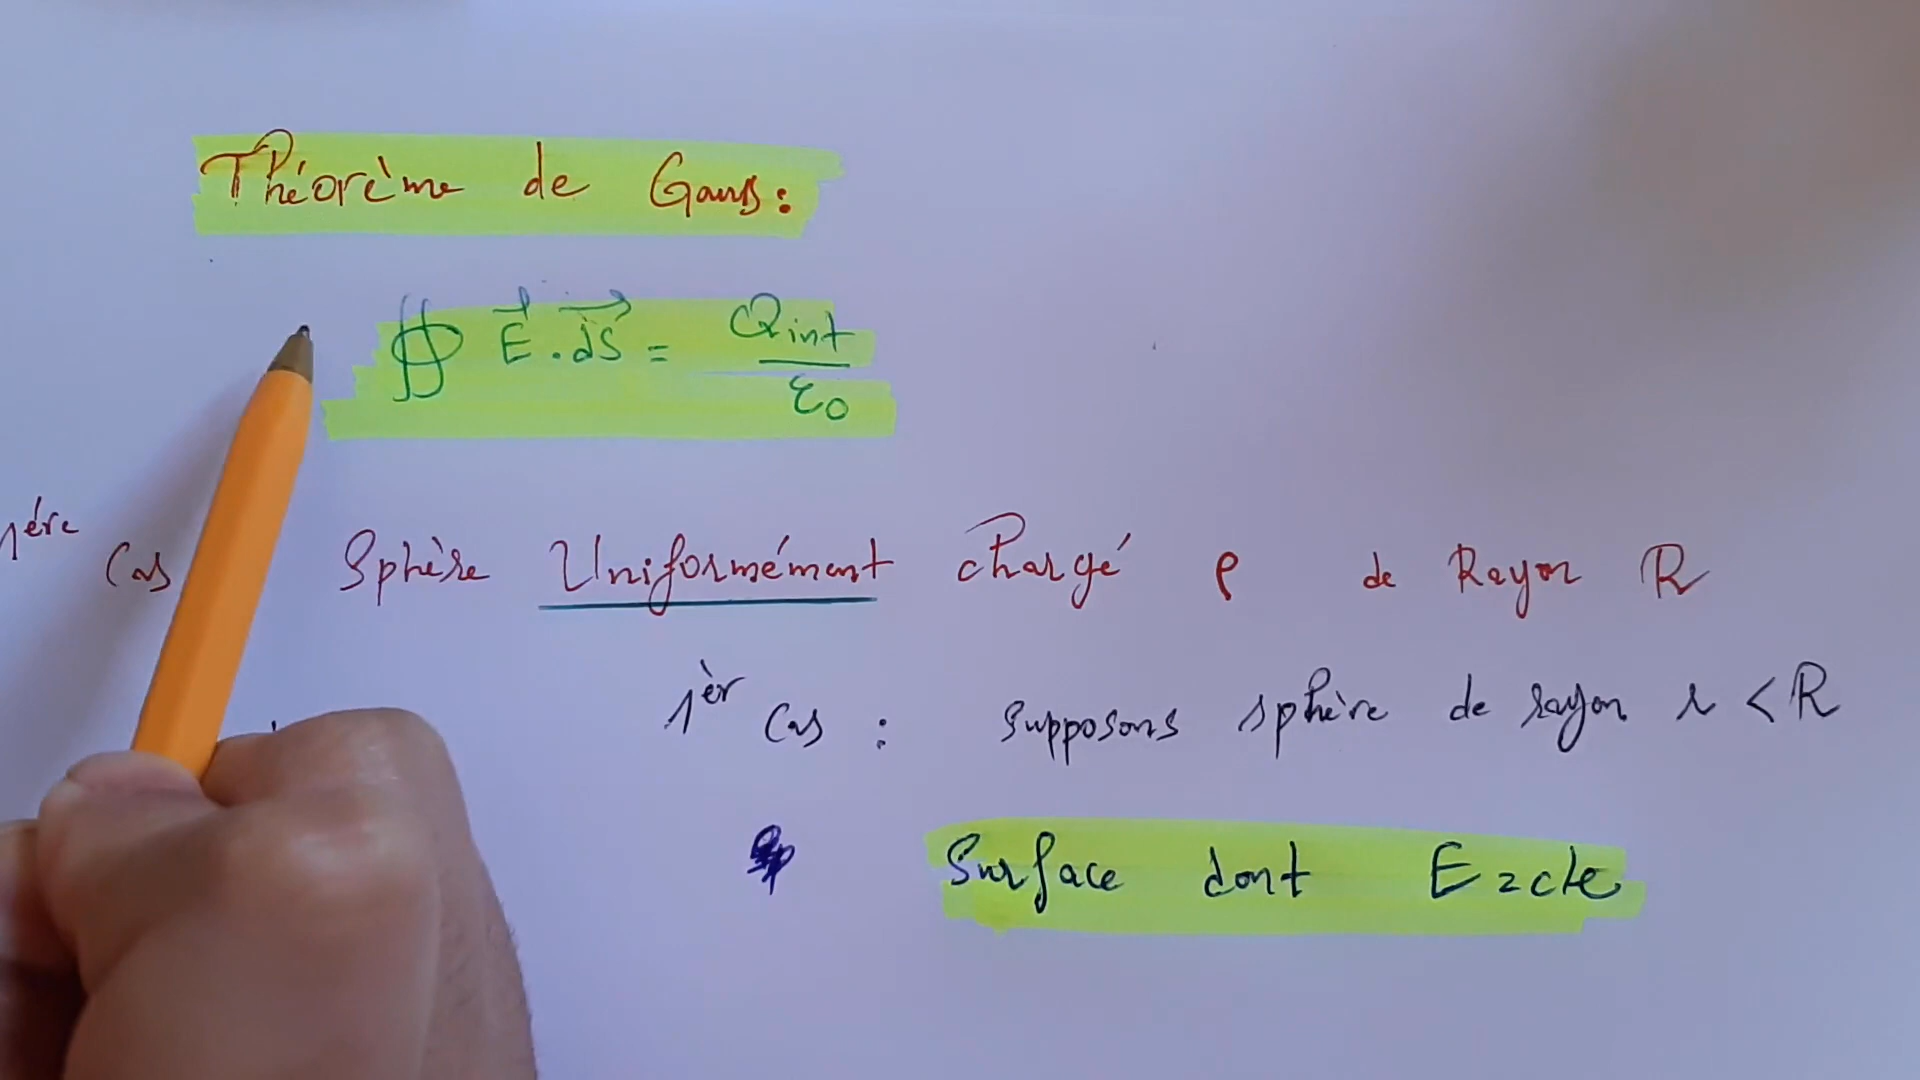 Théorème de Gauss:
∯ E⃗ . dS⃗ = Qint / ε0
1ére Cas Sphère Uniformément chargé ρ de Rayon R
1èr Cas : supposons sphère de rayon r < R
Surface dont E = cte